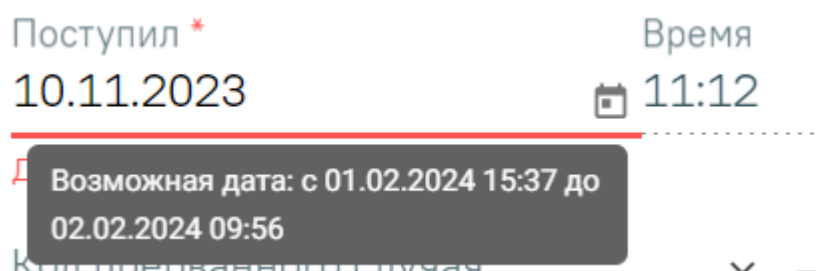 Поступил *
Время
10.11.2023
11:12
Возможная дата: с 01.02.2024 15:37 до
02.02.2024 09:56